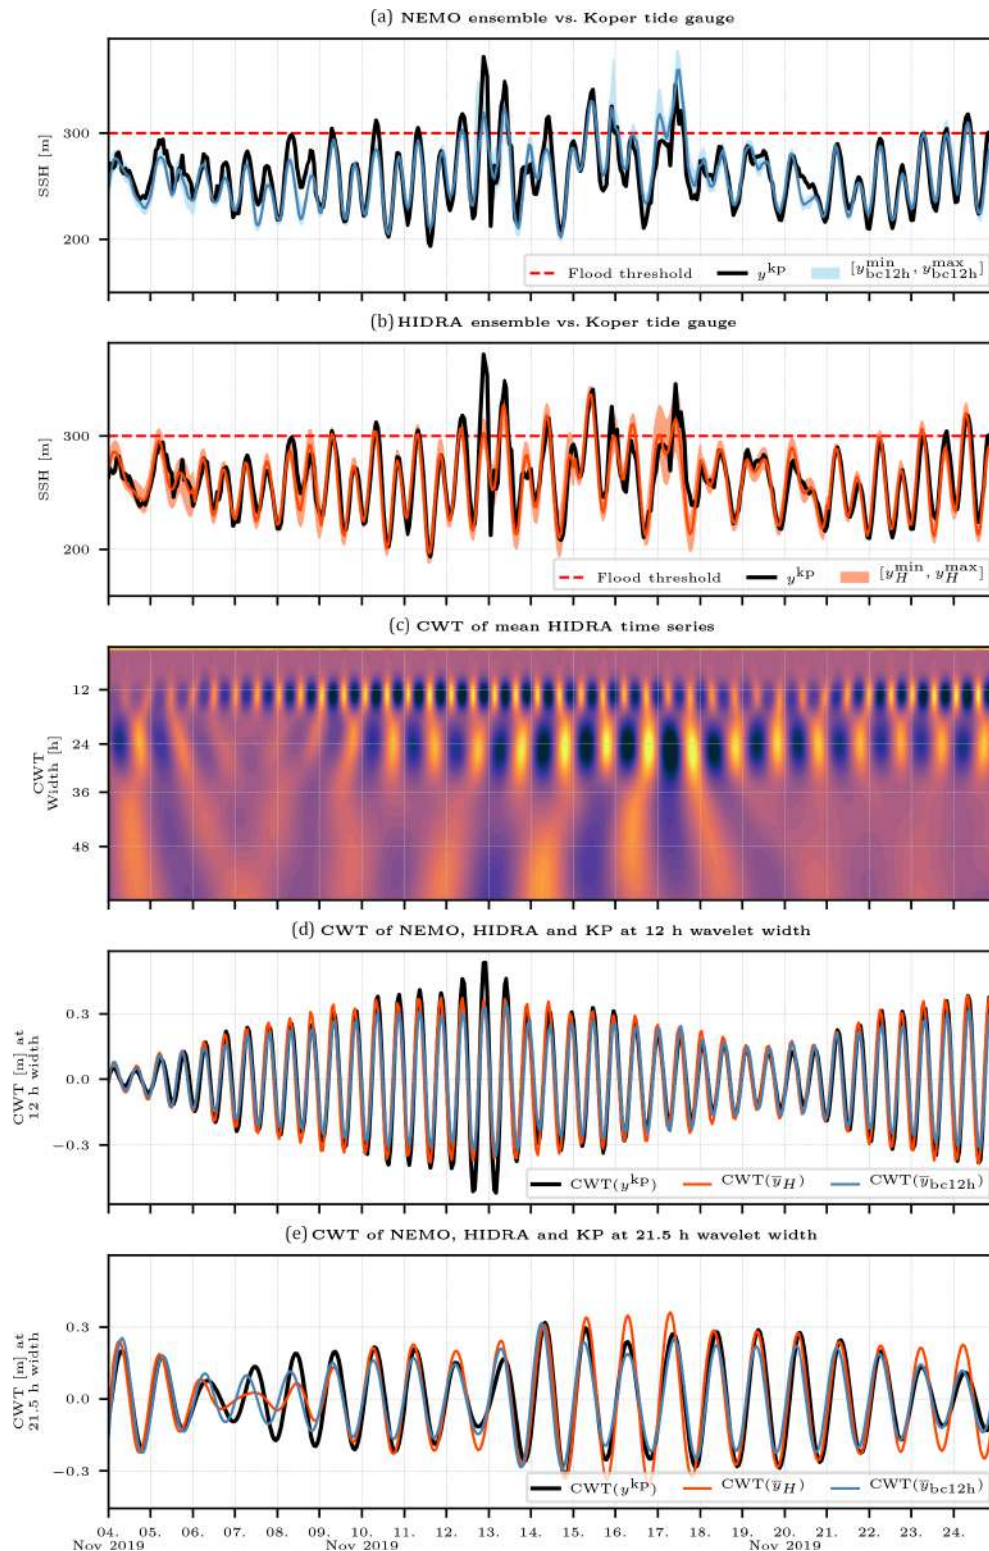 (a) NEMO ensemble vs. Koper tide gauge
SSH [m]
300
200
Flood threshold
y^kp
[y^min_bc12h, y^max_bc12h]
(b) HIDRA ensemble vs. Koper tide gauge
SSH [m]
300
200
Flood threshold
y^kp
[y^min_H, y^max_H]
(c) CWT of mean HIDRA time series
CWT
Width [h]
12
24
36
48
(d) CWT of NEMO, HIDRA and KP at 12 h wavelet width
CWT [m] at
12 h width
0.3
0.0
−0.3
CWT(y^kp)
CWT(y̅_H)
CWT(y̅_bc12h)
(e) CWT of NEMO, HIDRA and KP at 21.5 h wavelet width
CWT [m] at
21.5 h width
0.3
0.0
−0.3
CWT(y^kp)
CWT(y̅_H)
CWT(y̅_bc12h)
04. 05. 06. 07. 08. 09. 10. 11. 12. 13. 14. 15. 16. 17. 18. 19. 20. 21. 22. 23. 24.
Nov 2019 Nov 2019 Nov 2019